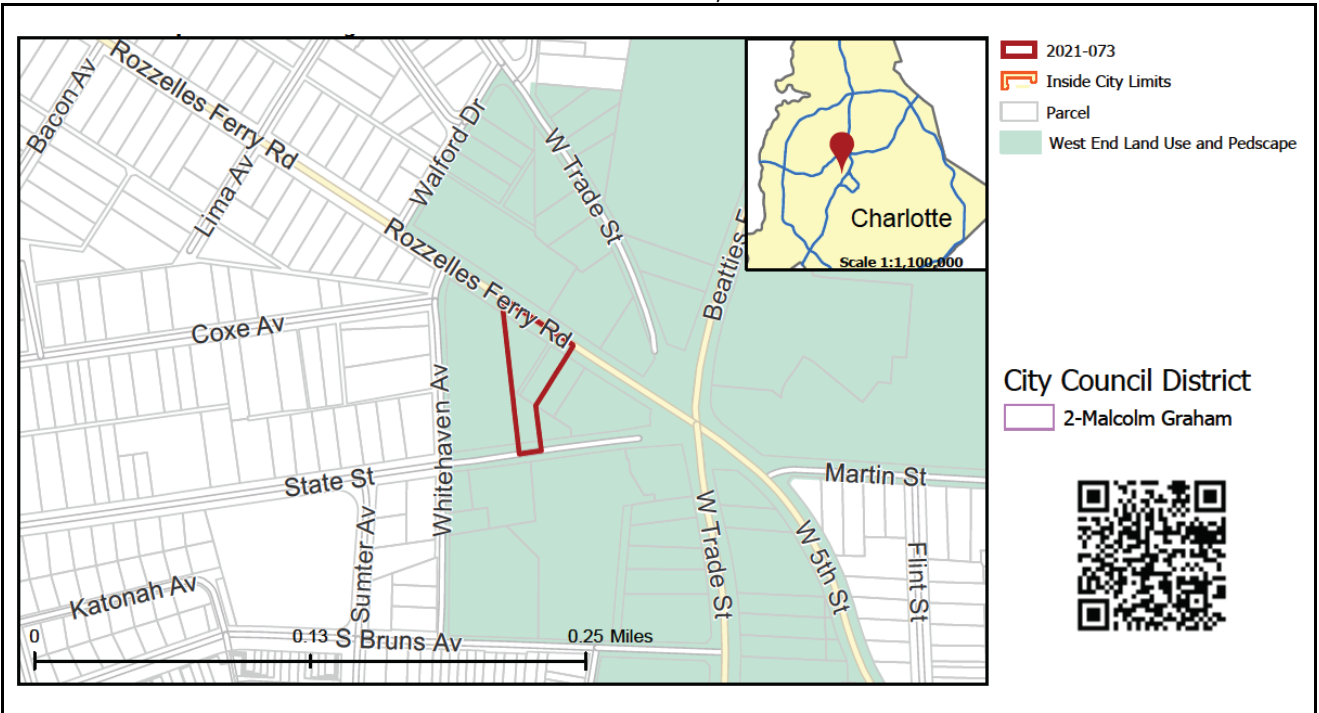 Rozzelles Ferry Rd
Bacon Av
Lima Av
Walford Dr
W Trade St
Rozzelles Ferry Rd
Beatties F
Coxe Av
Whitehaven Av
State St
Sumter Av
Katonah Av
S Bruns Av
W Trade St
W 5th St
Martin St
Flint St
0
0.13
0.25 Miles
Charlotte
Scale 1:1,100,000
2021-073
Inside City Limits
Parcel
West End Land Use and Pedscape
City Council District
2-Malcolm Graham